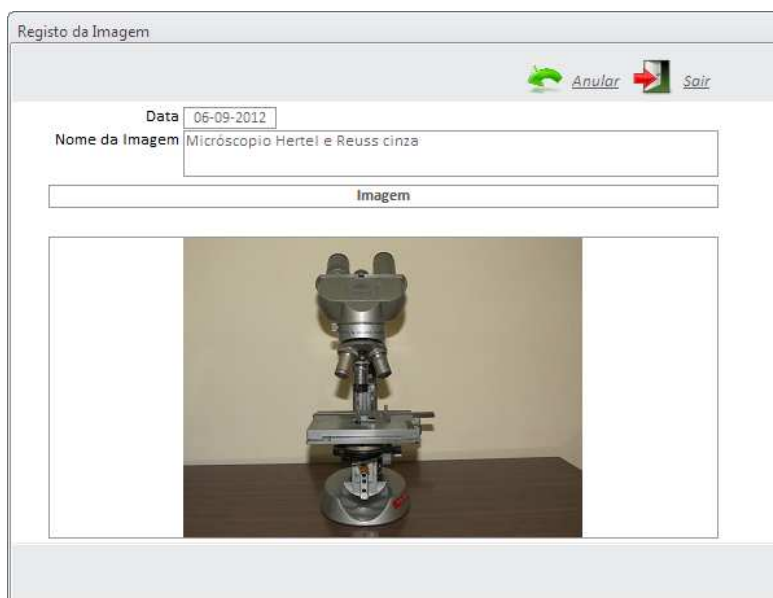 Registo da Imagem
Anular Sair
Data 06-09-2012
Nome da Imagem Micróscopio Hertel e Reuss cinza
Imagem